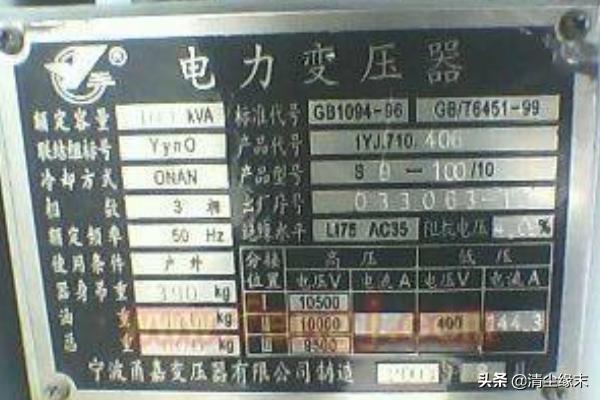 电力变压器
额定容量 kVA 标准代号 GB1094-96 GB/T6451-99
联结组标号 Yyn0 产品代号 1YJ.710.406
冷却方式 ONAN 产品型号 S9-100/10
相数 3相 出厂序号
额定频率 50 Hz 绝缘水平 LI75 AC35 阻抗电压 %
使用条件 户外 分接位置 高压 低压
器身吊重 390 kg 电压V 电流A 电压V 电流A
油重 kg I 10500
总重 kg II 10000 400 144.3
III 9500
宁波甬嘉变压器有限公司制造
头条 @清尘缘末